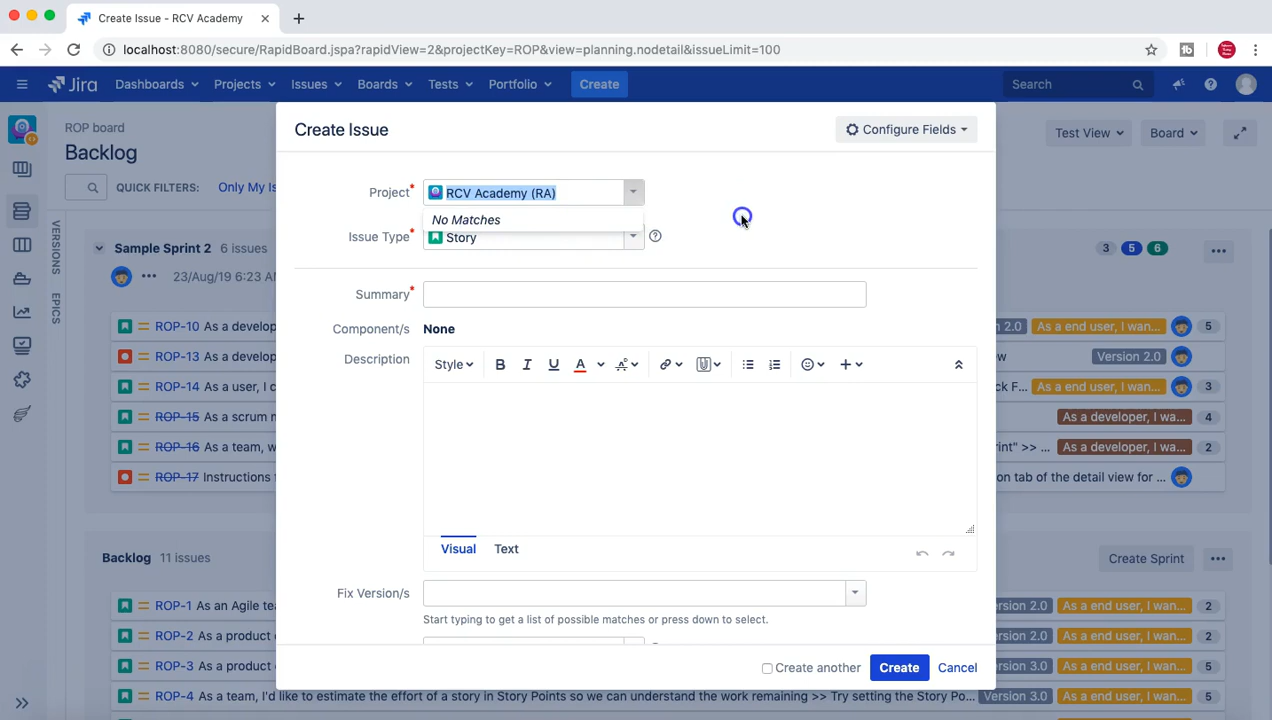 Create Issue - RCV Academy
localhost:8080/secure/RapidBoard.jspa?rapidView=2&projectKey=ROP&view=planning.nodetail&issueLimit=100
Jira Dashboards Projects Issues Boards Tests Portfolio Create Search
ROP board
Backlog
QUICK FILTERS: Only My Is
Test View Board
VERSIONS
EPICS
Create Issue
Configure Fields
Project* RCV Academy (RA)
No Matches
Issue Type* Story
Summary*
Component/s None
Description Style B I U A
Visual Text
Fix Version/s
Start typing to get a list of possible matches or press down to select.
Create another Create Cancel
Sample Sprint 2 6 issues 3 5 6
23/Aug/19 6:23 AM
ROP-10 As a develop 2.0 As a end user, I wan... 5
ROP-13 As a develop w Version 2.0
ROP-14 As a user, I c k F... As a end user, I wan... 3
ROP-15 As a scrum m As a developer, I wa... 4
ROP-16 As a team, w int" >> ... As a developer, I wa... 2
ROP-17 Instructions on tab of the detail view for ...
Backlog 11 issues Create Sprint
ROP-1 As an Agile tea ersion 2.0 As a end user, I wan... 2
ROP-2 As a product ersion 2.0 As a end user, I wan... 2
ROP-3 As a product ersion 3.0 As a end user, I wan... 5
ROP-4 As a team, I'd like to estimate the effort of a story in Story Points so we can understand the work remaining >> Try setting the Story Po... Version 3.0 As a end user, I wan... 5